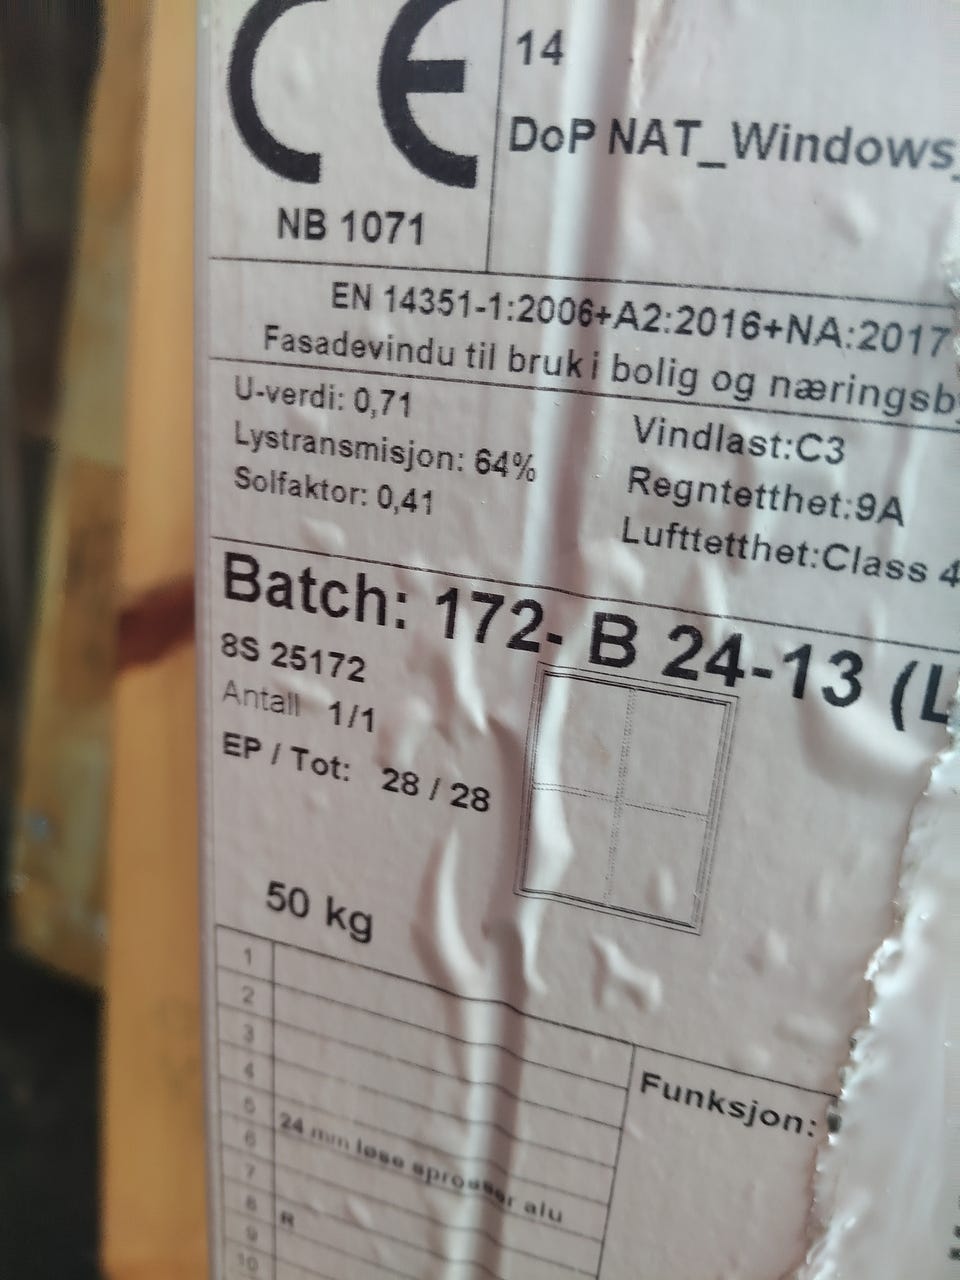 CE
14
DoP NAT_Windows_
NB 1071
EN 14351-1:2006+A2:2016+NA:2017
Fasadevindu til bruk i bolig og næringsby
U-verdi: 0,71
Lystransmisjon: 64%
Solfaktor: 0,41
Vindlast:C3
Regntetthet:9A
Lufttetthet:Class 4
Batch: 172- B 24-13 (L
8S 25172
Antall 1/1
EP / Tot: 28 / 28
50 kg
1
2
3
4
5
6 24 mm løse sprosser alu
7
8
9 R
10
Funksjon: